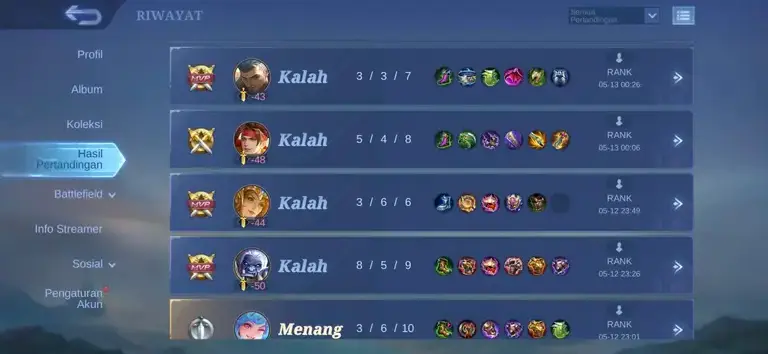 RIWAYAT
Semua
Pertandingan
Profil
Album
Koleksi
Hasil
Pertandingan
Battlefield
Info Streamer
Sosial
Pengaturan
Akun
MVP
-43
Kalah
3 / 3 / 7
RANK
05-13 00:26
-48
Kalah
5 / 4 / 8
RANK
05-13 00:06
MVP
-44
Kalah
3 / 6 / 6
RANK
05-12 23:49
MVP
-50
Kalah
8 / 5 / 9
RANK
05-12 23:26
Menang
3 / 6 / 10
RANK
05-12 23:01